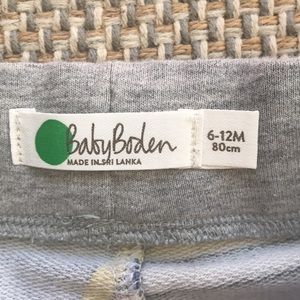 BabyBoden
MADE IN SRI LANKA
6-12M
80cm